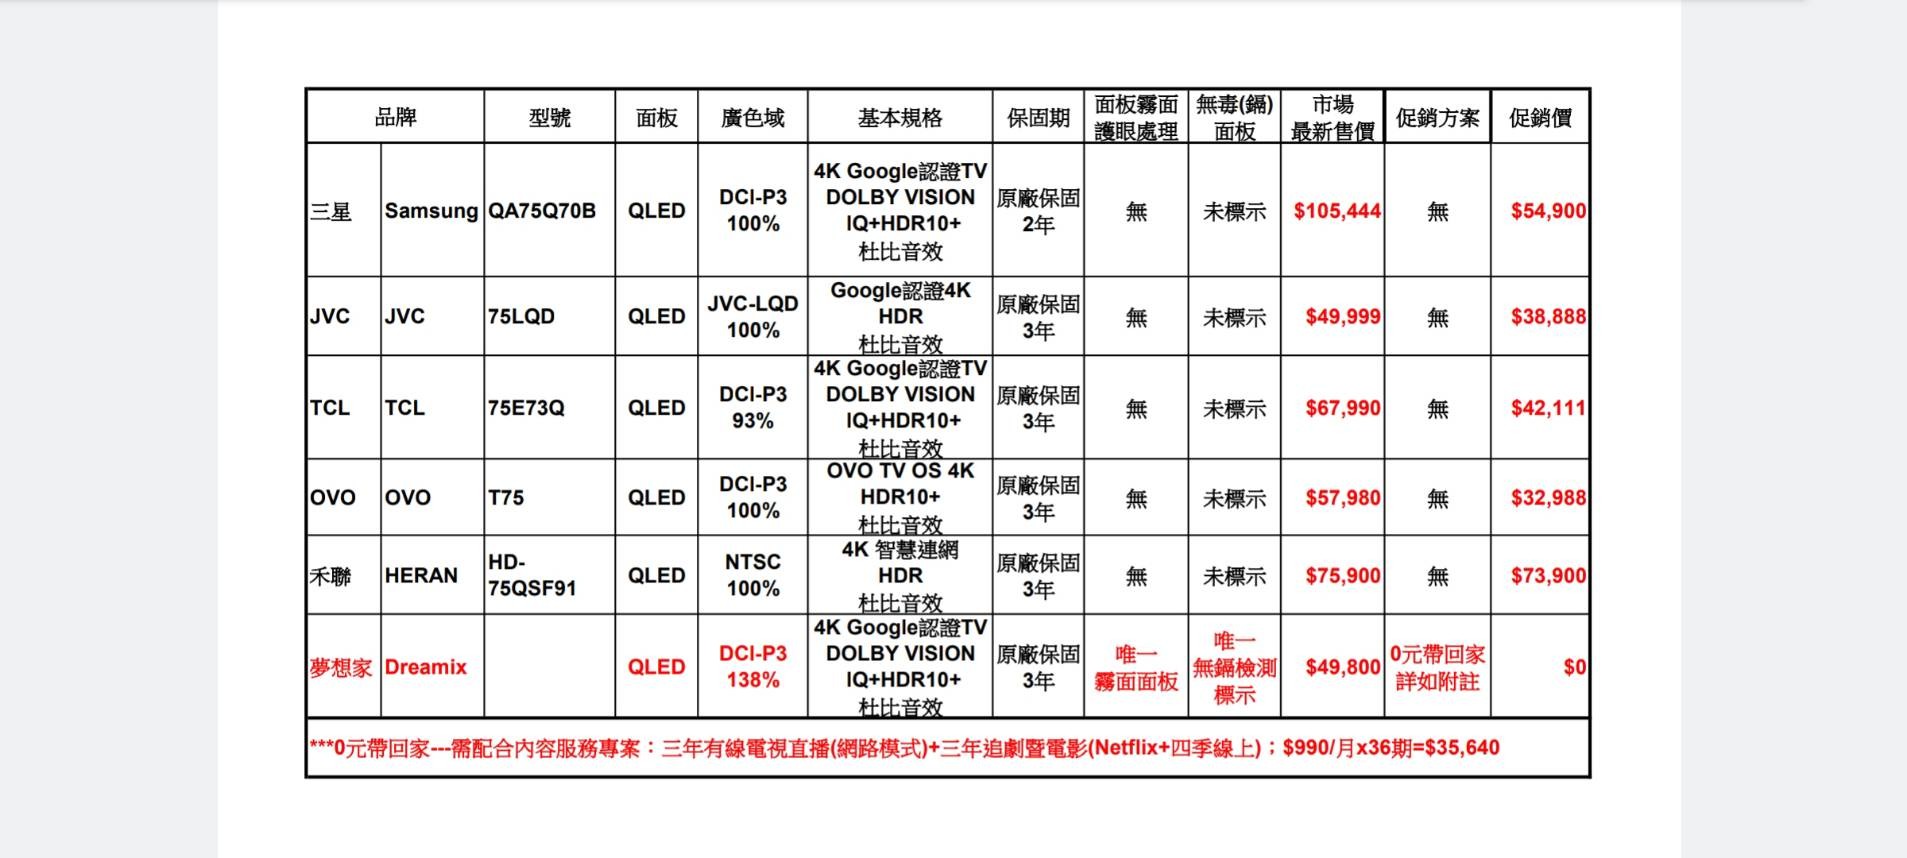 品牌 型號 面板 廣色域 基本規格 保固期 面板霧面 無毒(鎘) 市場 促銷方案 促銷價
護眼處理 面板 最新售價
4K Google認證TV
三星 Samsung QA75Q70B QLED DCI-P3 DOLBY VISION 原廠保固 無 未標示 $105,444 無 $54,900
100% IQ+HDR10+ 2年
杜比音效
Google認證4K
JVC JVC 75LQD QLED JVC-LQD HDR 原廠保固 無 未標示 $49,999 無 $38,888
100% 杜比音效 3年
4K Google認證TV
TCL TCL 75E73Q QLED DCI-P3 DOLBY VISION 原廠保固 無 未標示 $67,990 無 $42,111
93% IQ+HDR10+ 3年
杜比音效
OVO TV OS 4K
OVO OVO T75 QLED DCI-P3 HDR10+ 原廠保固 無 未標示 $57,980 無 $32,988
100% 杜比音效 3年
4K 智慧連網
禾聯 HERAN HD- QLED NTSC HDR 原廠保固 無 未標示 $75,900 無 $73,900
75QSF91 100% 杜比音效 3年
4K Google認證TV
夢想家 Dreamix QLED DCI-P3 DOLBY VISION 原廠保固 唯一 唯一 $49,800 0元帶回家 $0
138% IQ+HDR10+ 3年 霧面面板 無鎘檢測 詳如附註
杜比音效 標示
***0元帶回家---需配合內容服務專案：三年有線電視直播(網路模式)+三年追劇暨電影(Netflix+四季線上)；$990/月x36期=$35,640